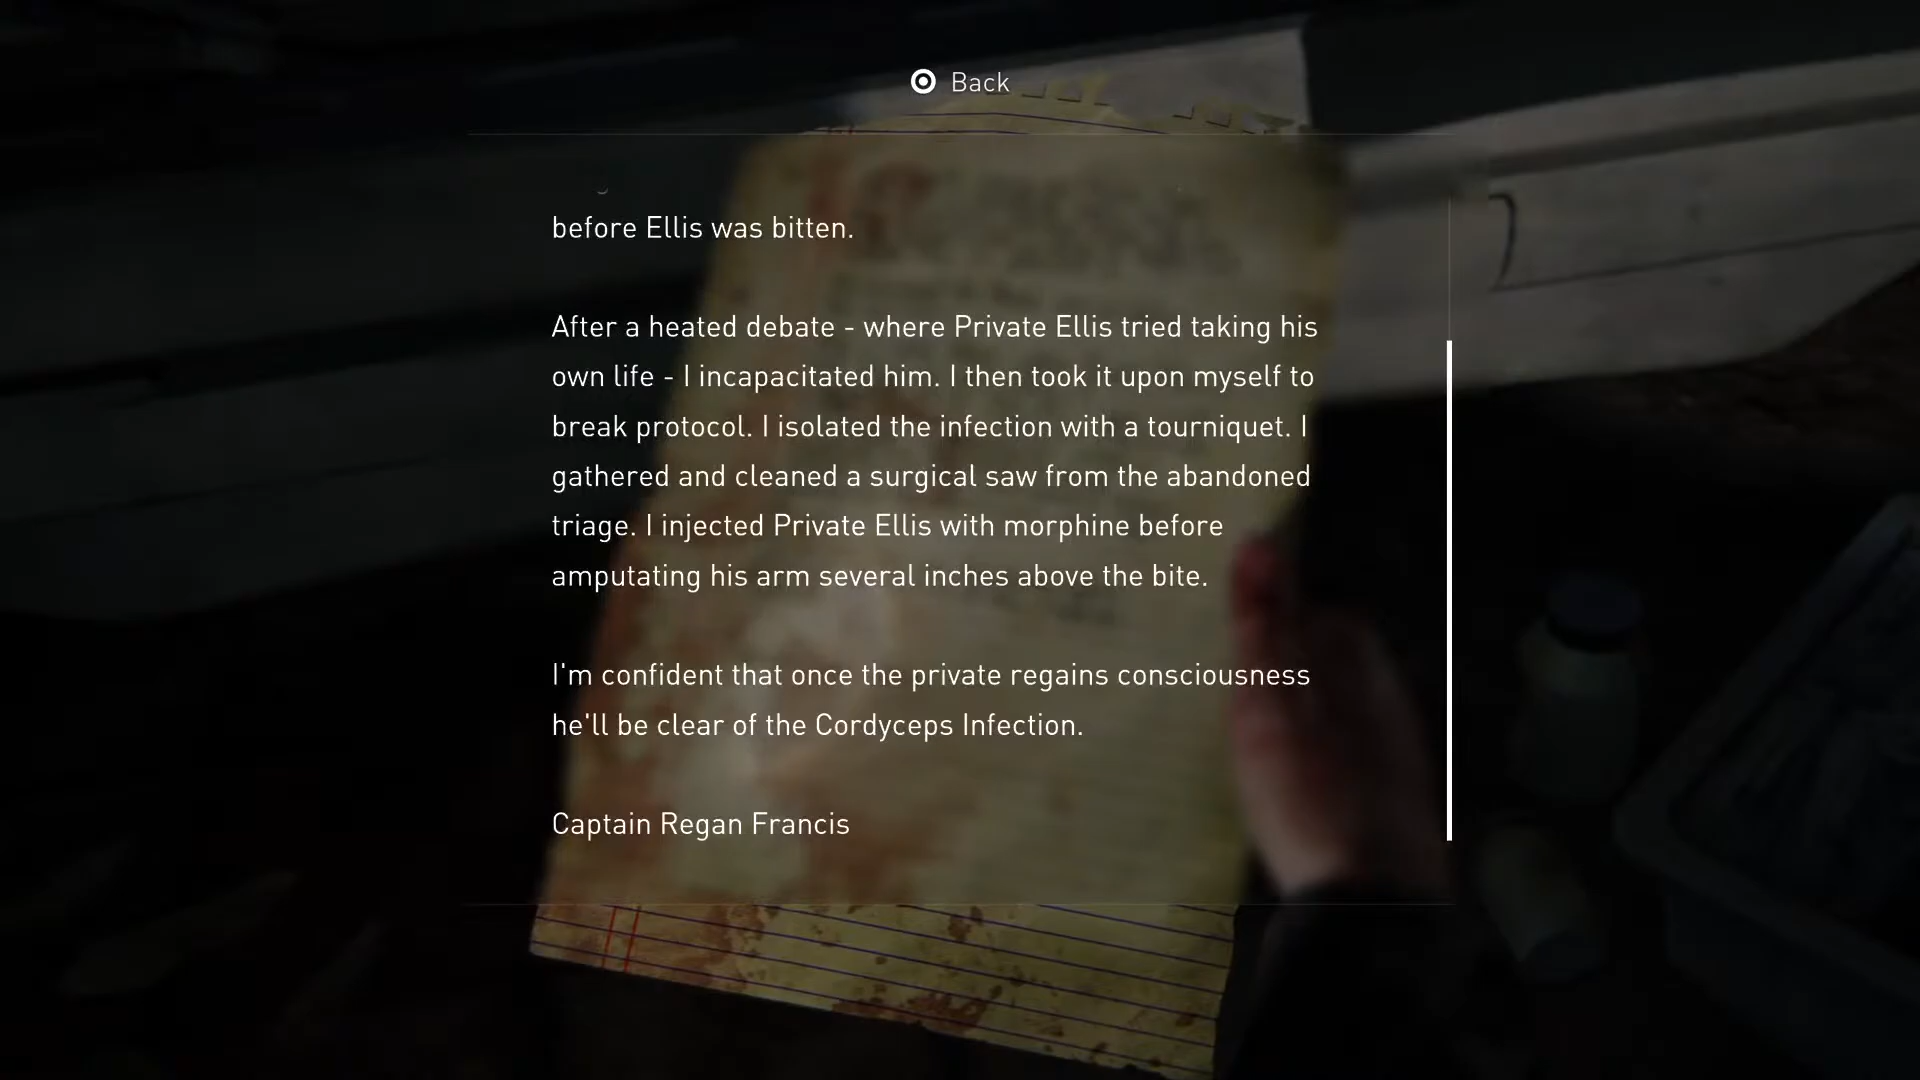 Back
before Ellis was bitten.
After a heated debate - where Private Ellis tried taking his
own life - I incapacitated him. I then took it upon myself to
break protocol. I isolated the infection with a tourniquet. I
gathered and cleaned a surgical saw from the abandoned
triage. I injected Private Ellis with morphine before
amputating his arm several inches above the bite.
I'm confident that once the private regains consciousness
he'll be clear of the Cordyceps Infection.
Captain Regan Francis